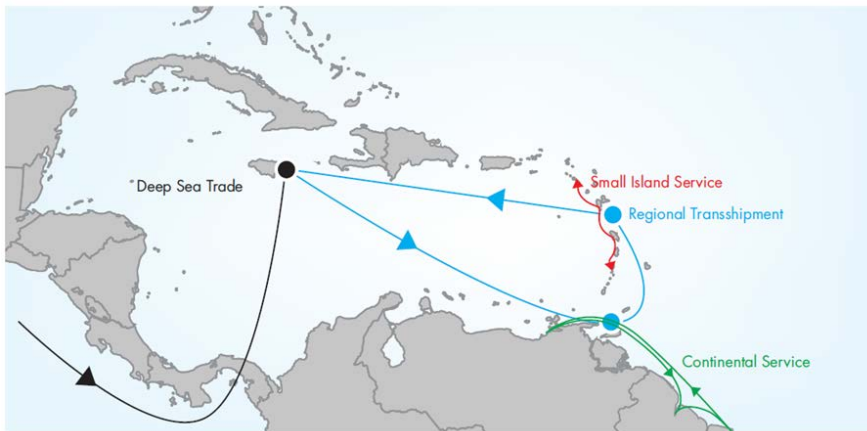 Deep Sea Trade
Small Island Service
Regional Transshipment
Continental Service